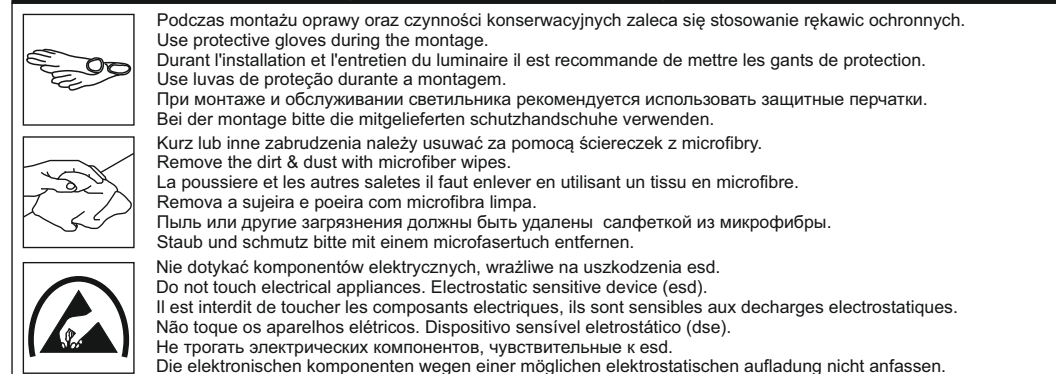 Podczas montażu oprawy oraz czynności konserwacyjnych zaleca się stosowanie rękawic ochronnych.
Use protective gloves during the montage.
Durant l'installation et l'entretien du luminaire il est recommande de mettre les gants de protection.
Use luvas de proteção durante a montagem.
При монтаже и обслуживании светильника рекомендуется использовать защитные перчатки.
Bei der montage bitte die mitgelieferten schutzhandschuhe verwenden.
Kurz lub inne zabrudzenia należy usuwać za pomocą ściereczek z microfibry.
Remove the dirt & dust with microfiber wipes.
La poussiere et les autres saletes il faut enlever en utilisant un tissu en microfibre.
Remova a sujeira e poeira com microfibra limpa.
Пыль или другие загрязнения должны быть удалены салфеткой из микрофибры.
Staub und schmutz bitte mit einem microfasertuch entfernen.
Nie dotykać komponentów elektrycznych, wrażliwe na uszkodzenia esd.
Do not touch electrical appliances. Electrostatic sensitive device (esd).
Il est interdit de toucher les composants electriques, ils sont sensibles aux decharges electrostatiques.
Não toque os aparelhos elétricos. Dispositivo sensível eletrostático (dse).
Не трогать электрических компонентов, чувствительные к esd.
Die elektronischen komponenten wegen einer möglichen elektrostatischen aufladung nicht anfassen.